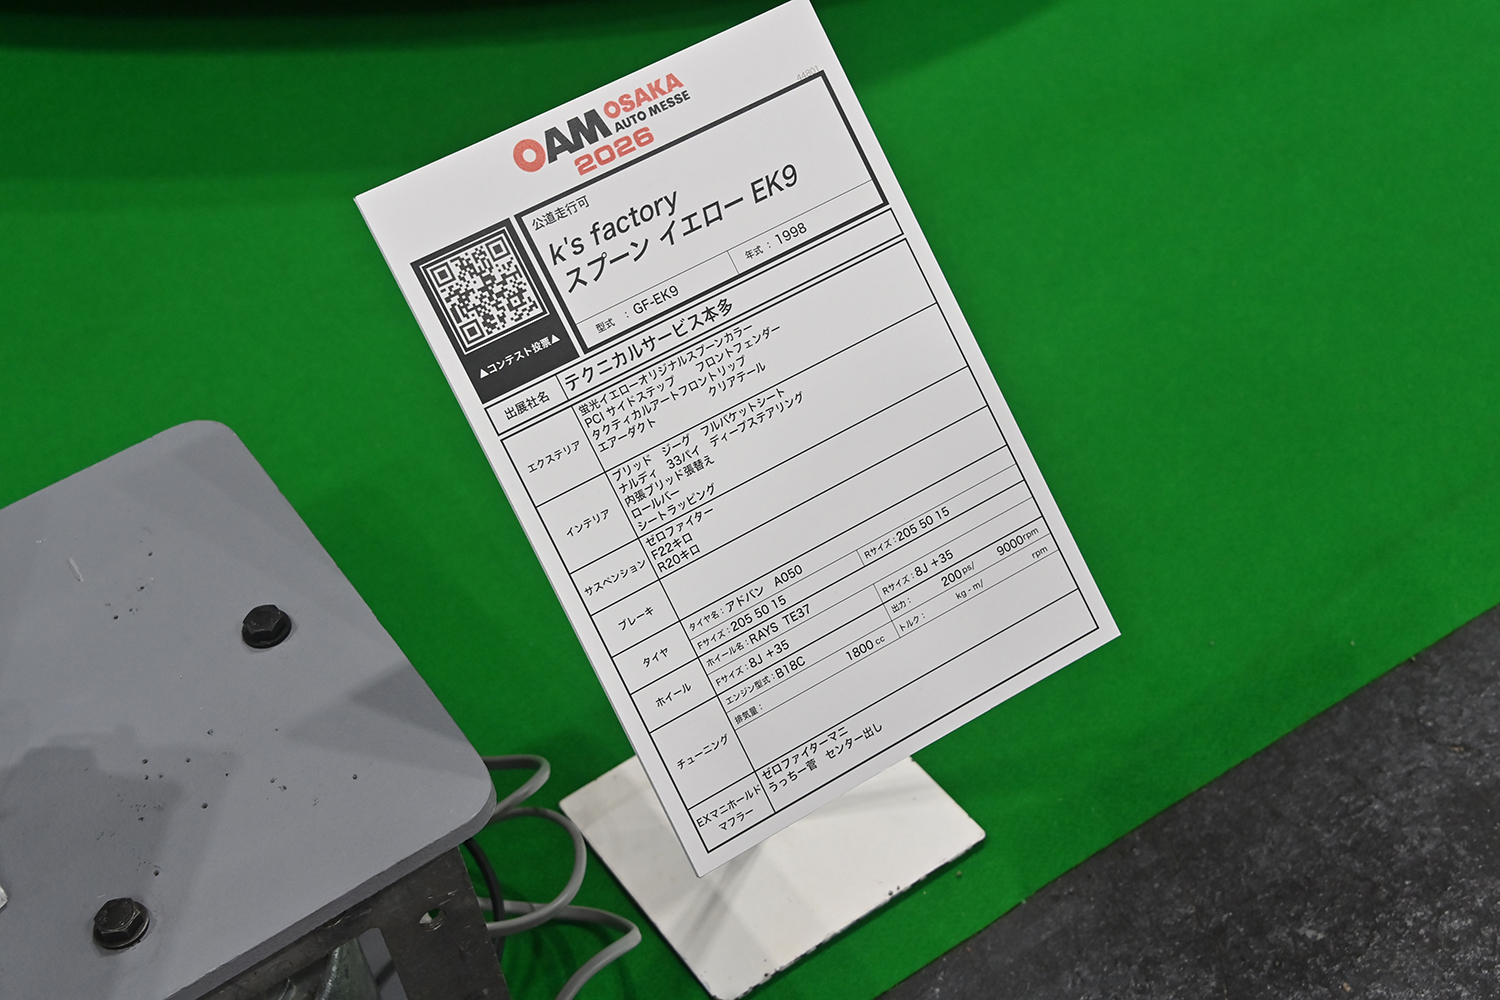 44801
OAM OSAKA
AUTO MESSE
2026
公道走行可
k's factory
スプーン イエロー EK9
型式 : GF-EK9
年式 : 1998
▲コンテスト投票▲
出展社名
テクニカルサービス本多
エクステリア
蛍光イエローオリジナルスプーンカラー
PCI サイドステップ フロントフェンダー
タクティカルアートフロントリップ
エアーダクト クリアテール
インテリア
ブリッド ジーグ フルバケットシート
ナルディ 33パイ ディープステアリング
内張ブリッド張替え
ロールバー
シートラッピング
サスペンション
ゼロファイター
F22キロ
R20キロ
ブレーキ
タイヤ
タイヤ名 : アドバン A050
Fサイズ : 205 50 15
Rサイズ : 205 50 15
ホイール
ホイール名 : RAYS TE37
Fサイズ : 8J +35
Rサイズ : 8J +35
チューニング
エンジン型式 : B18C
出力 : 200ps/ 9000rpm
排気量 : 1800 cc
トルク : kg-m/ rpm
EXマニホールド
マフラー
ゼロファイターマニ
うっちー菅 センター出し